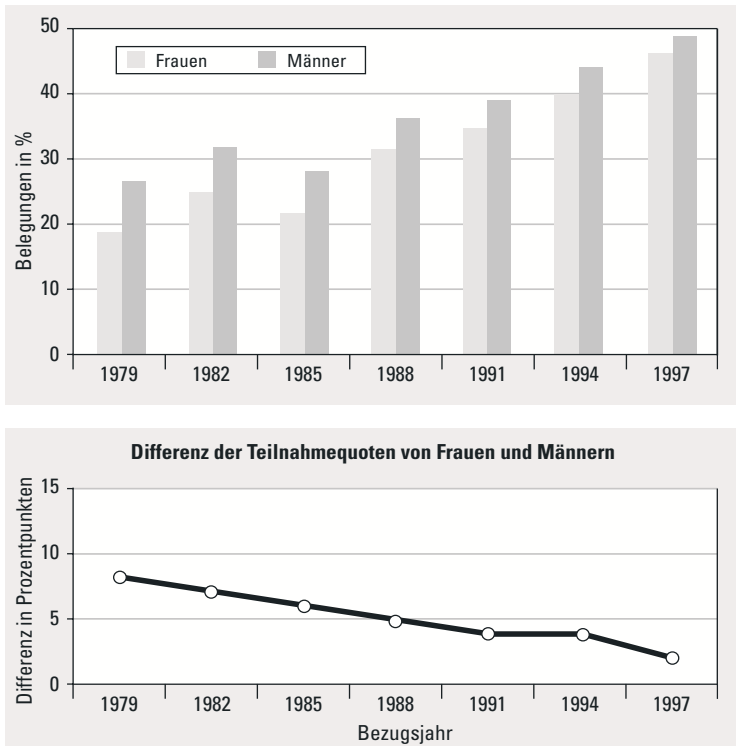 50
Frauen Männer
40
30
20
10
0
Belegungen in %
1979 1982 1985 1988 1991 1994 1997
Differenz der Teilnahmequoten von Frauen und Männern
15
10
5
0
Differenz in Prozentpunkten
1979 1982 1985 1988 1991 1994 1997
Bezugsjahr